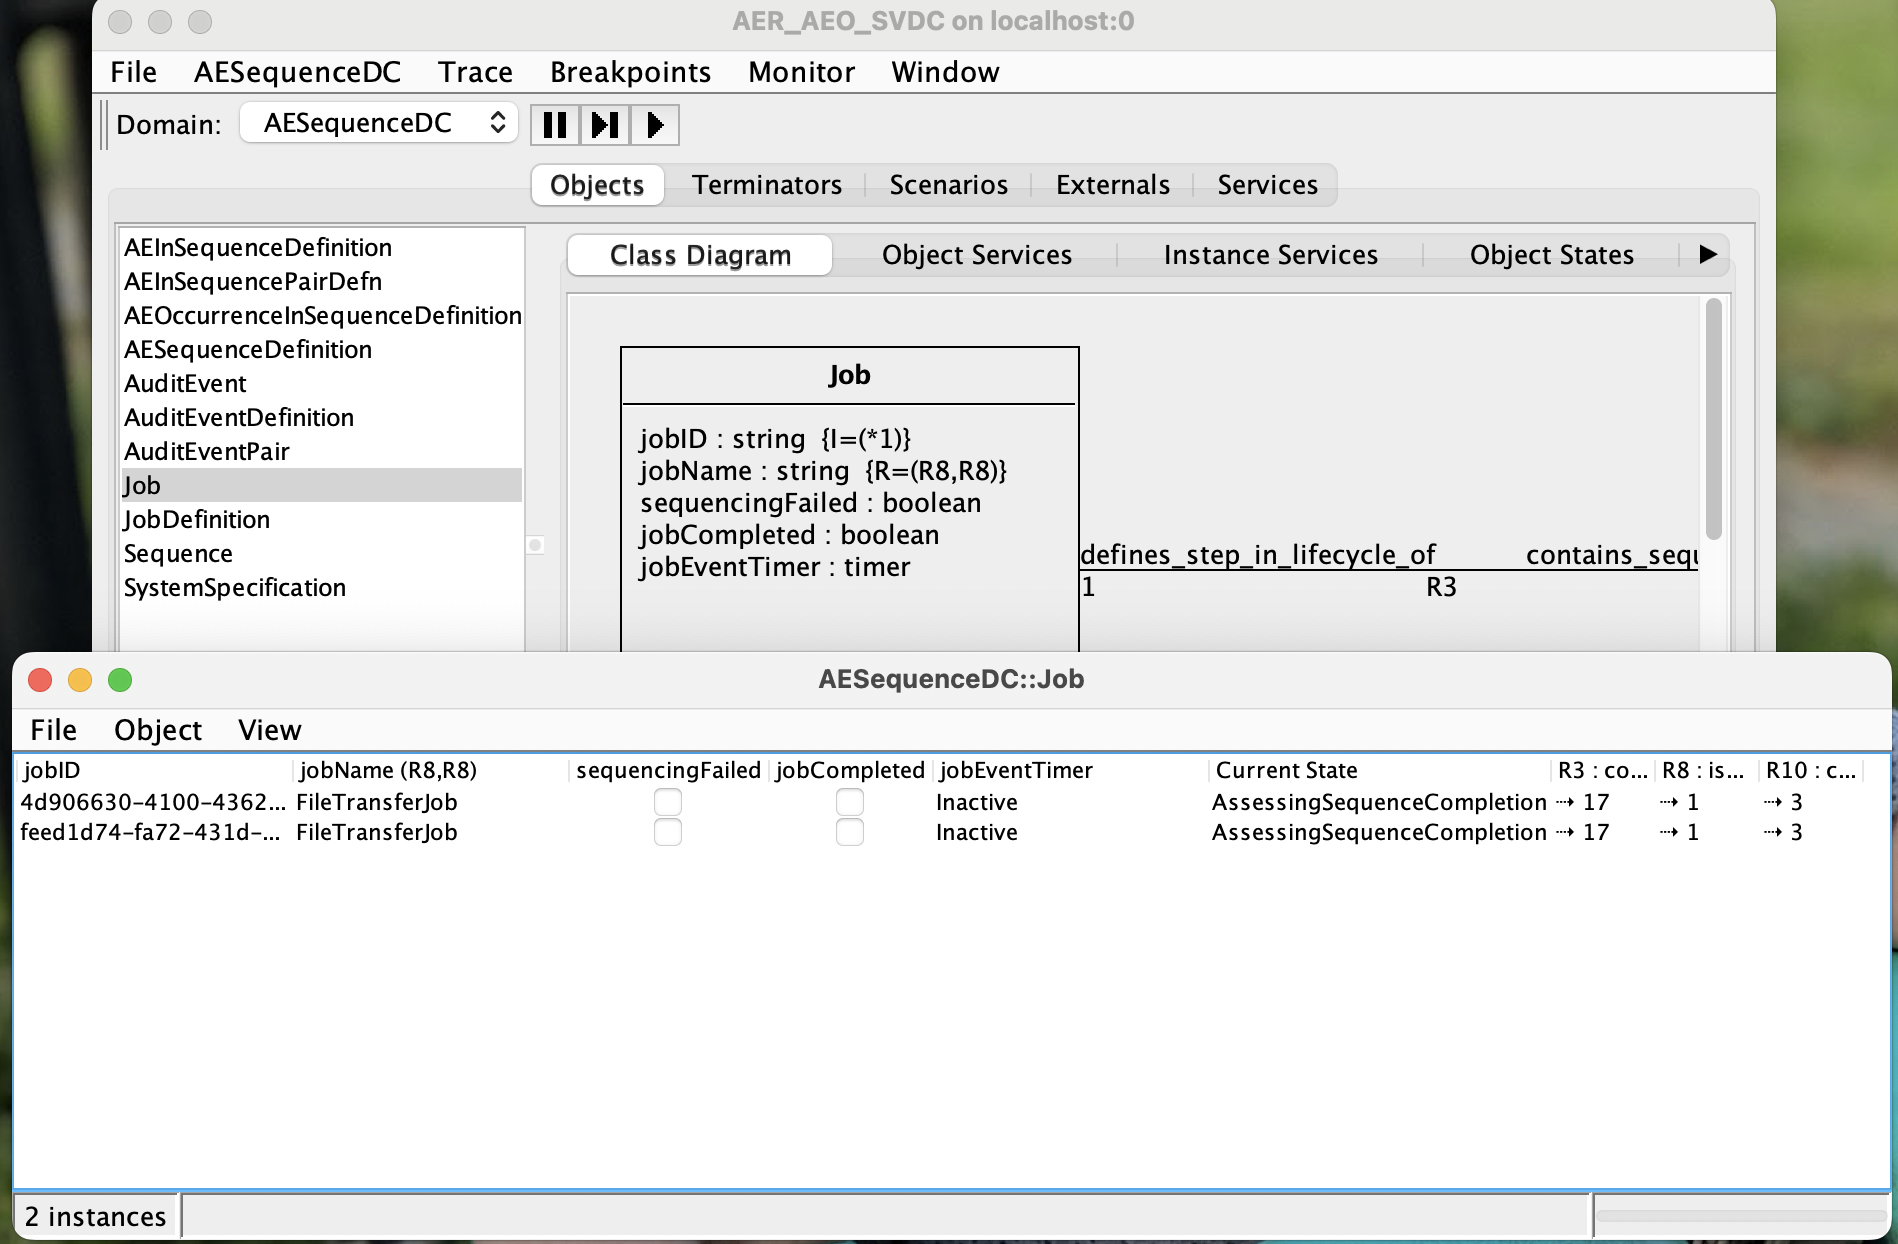 AER_AEO_SVDC on localhost:0
File AESequenceDC Trace Breakpoints Monitor Window
Domain: AESequenceDC
Objects Terminators Scenarios Externals Services
AEInSequenceDefinition
AEInSequencePairDefn
AEOccurrenceInSequenceDefinition
AESequenceDefinition
AuditEvent
AuditEventDefinition
AuditEventPair
Job
JobDefinition
Sequence
SystemSpecification
Class Diagram Object Services Instance Services Object States
Job
jobID : string {I=(*1)}
jobName : string {R=(R8,R8)}
sequencingFailed : boolean
jobCompleted : boolean
jobEventTimer : timer
defines_step_in_lifecycle_of contains_sequ
1 R3
AESequenceDC::Job
File Object View
jobID jobName (R8,R8) sequencingFailed jobCompleted jobEventTimer Current State R3 : co... R8 : is... R10 : c...
4d906630-4100-4362... FileTransferJob Inactive AssessingSequenceCompletion ⇢ 17 ⇢ 1 ⇢ 3
feed1d74-fa72-431d-... FileTransferJob Inactive AssessingSequenceCompletion ⇢ 17 ⇢ 1 ⇢ 3
2 instances